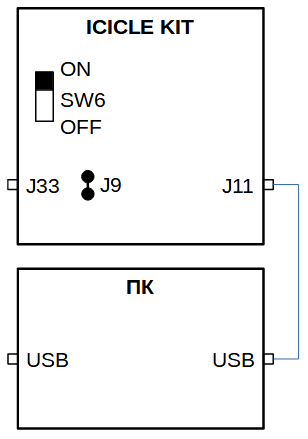 ICICLE KIT
ON
SW6
OFF
J33 J9 J11
ПК
USB USB